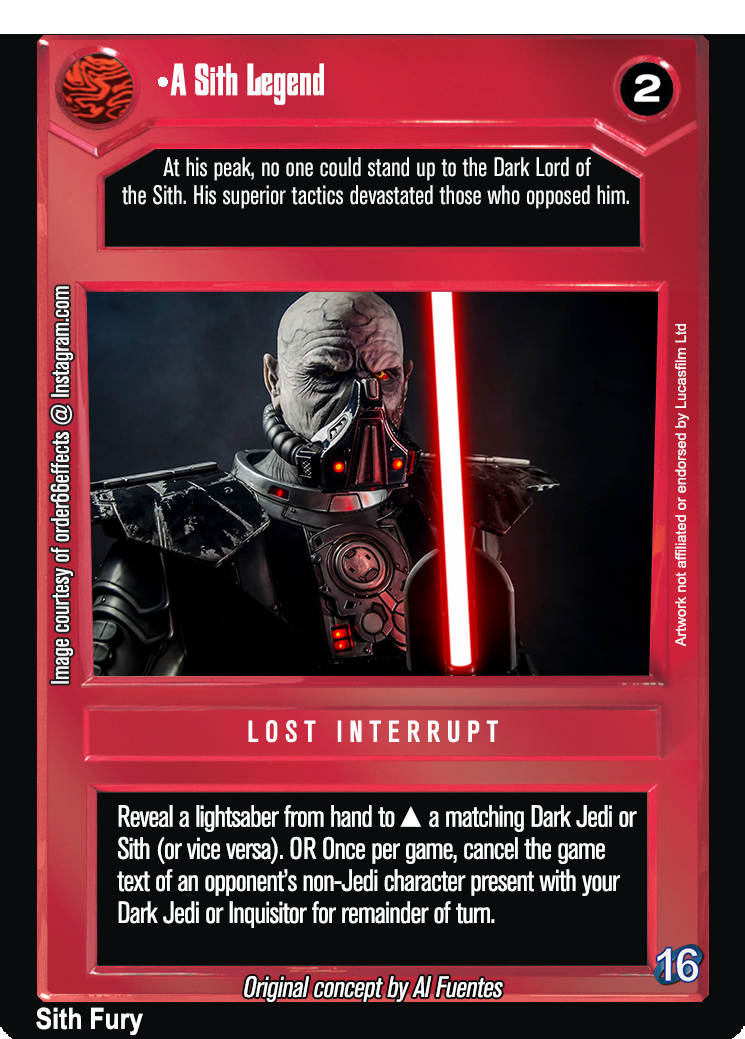 •A Sith Legend
2
At his peak, no one could stand up to the Dark Lord of
the Sith. His superior tactics devastated those who opposed him.
Image courtesy of order66effects @ Instagram.com
Artwork not affiliated or endorsed by Lucasfilm Ltd
LOST INTERRUPT
Reveal a lightsaber from hand to ▲ a matching Dark Jedi or
Sith (or vice versa). OR Once per game, cancel the game
text of an opponent's non-Jedi character present with your
Dark Jedi or Inquisitor for remainder of turn.
16
Original concept by Al Fuentes
Sith Fury